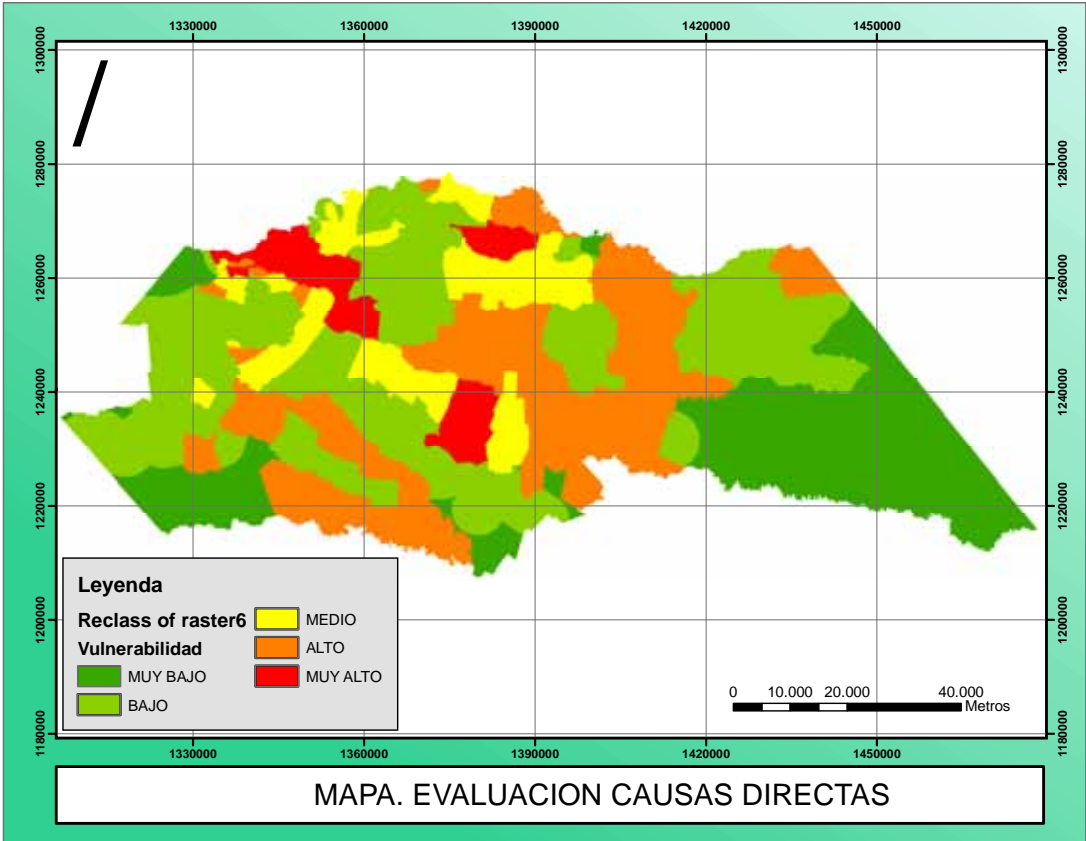 1330000 1360000 1390000 1420000 1450000
1300000 1300000
1280000 1280000
1260000 1260000
1240000 1240000
1220000 1220000
1200000 1200000
1180000 1180000
Leyenda
Reclass of raster6
Vulnerabilidad
MUY BAJO
BAJO
MEDIO
ALTO
MUY ALTO
0 10.000 20.000 40.000
Metros
1330000 1360000 1390000 1420000 1450000
MAPA. EVALUACION CAUSAS DIRECTAS